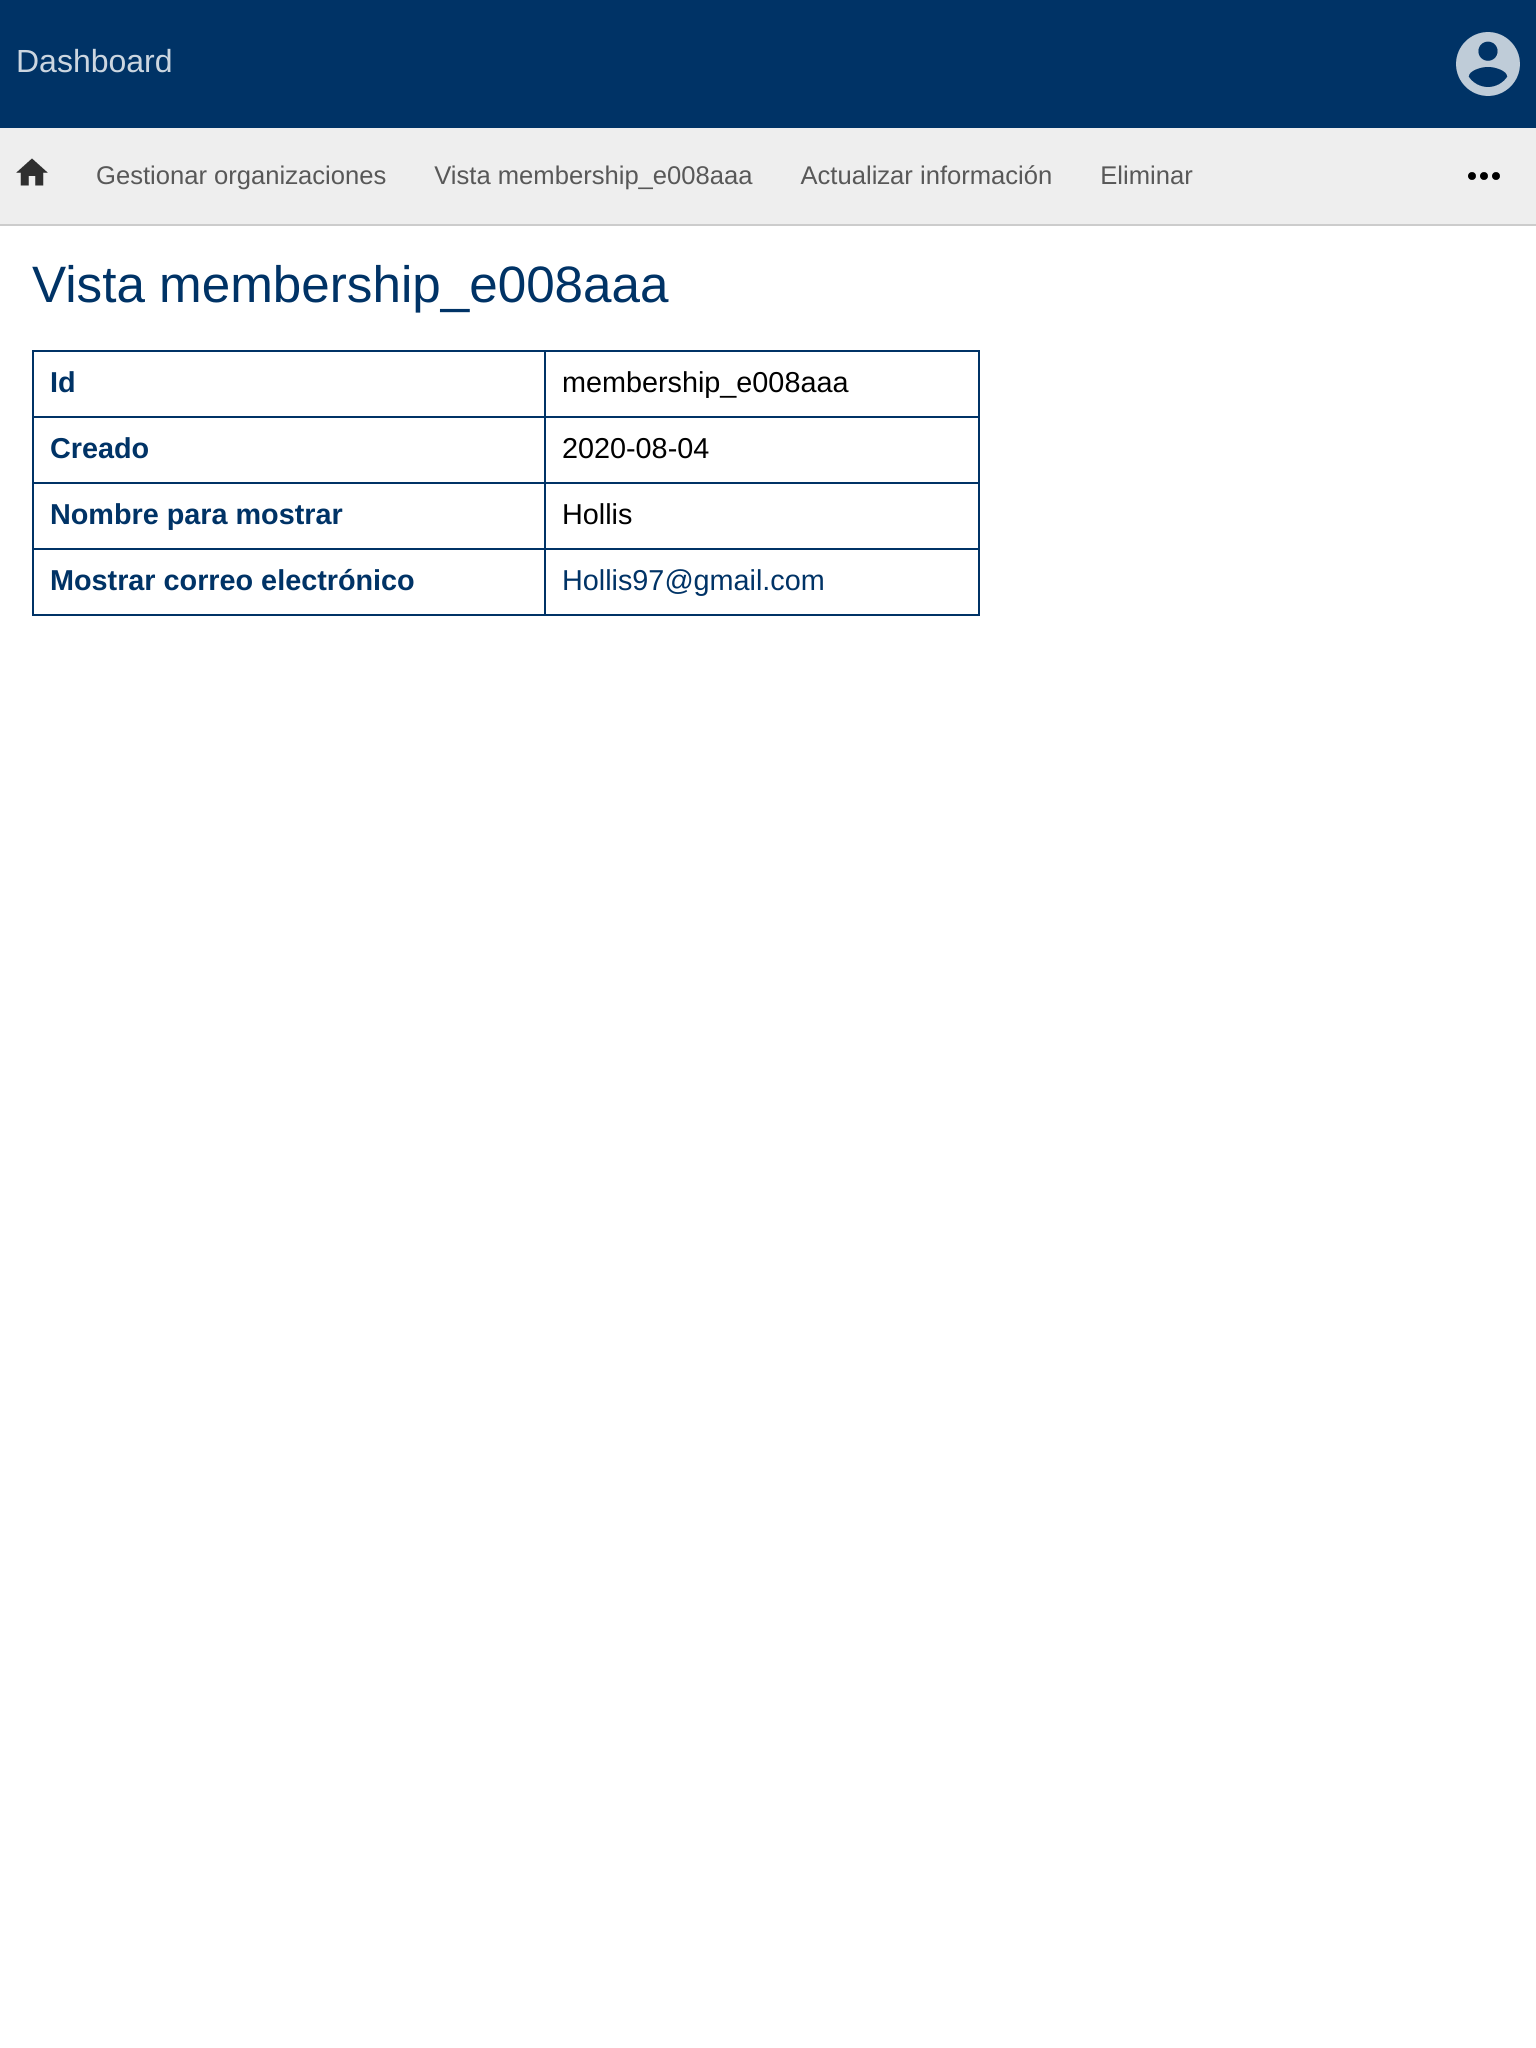 Dashboard
Gestionar organizaciones Vista membership_e008aaa Actualizar información Eliminar
Vista membership_e008aaa
Id membership_e008aaa
Creado 2020-08-04
Nombre para mostrar Hollis
Mostrar correo electrónico Hollis97@gmail.com